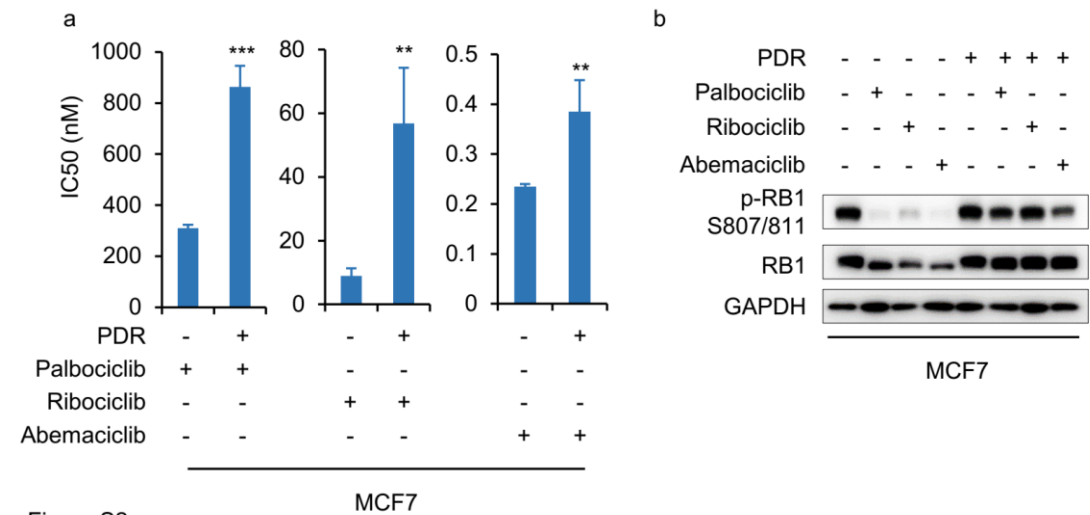 a
1000
800
600
400
200
0
IC50 (nM)
***
80
60
40
20
0
**
0.5
0.4
0.3
0.2
0.1
0
**
PDR - + - + - +
Palbociclib + + - - - -
Ribociclib - - + + - -
Abemaciclib - - - - + +
MCF7
b
PDR - - - - + + + +
Palbociclib - + - - - + - -
Ribociclib - - + - - - + -
Abemaciclib - - - + - - - +
p-RB1
S807/811
RB1
GAPDH
MCF7